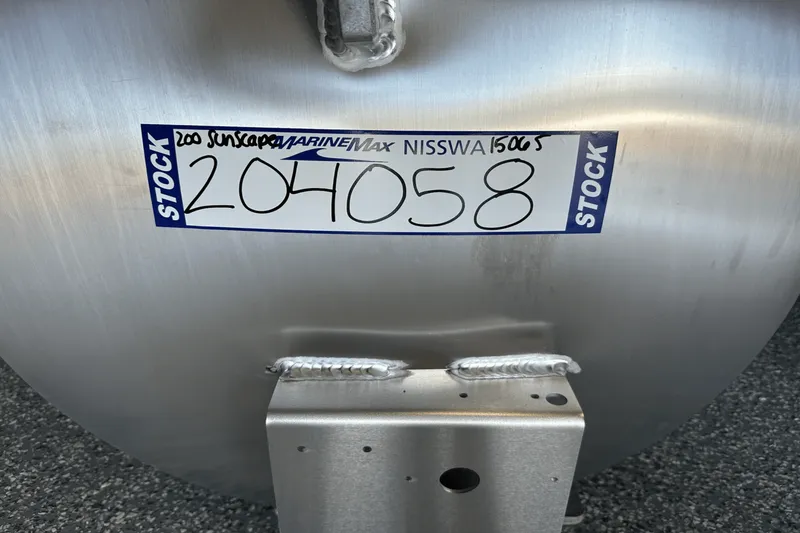 STOCK
200 SunScape MARINEMAX NISSWA 15065
204058
STOCK